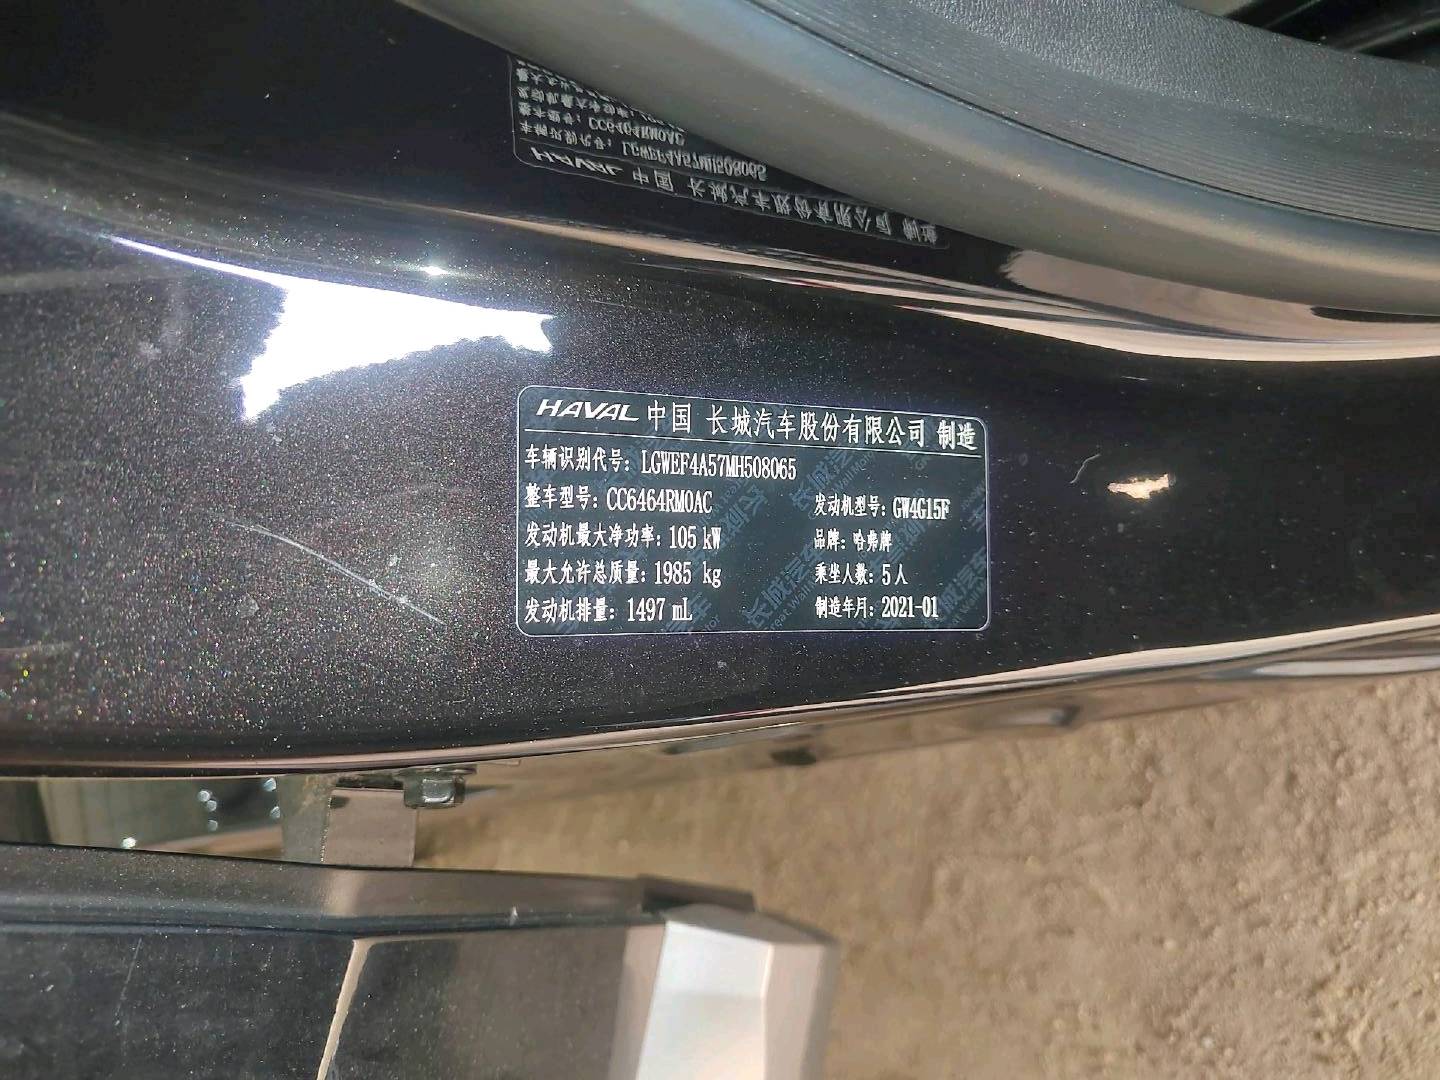 HAVAL 中国 长城汽车股份有限公司 制造
车辆识别代号：LGWEF4A57MH508065
整车型号：CC6464RM0AC 发动机型号：GW4G15F
发动机最大净功率：105 kW 品牌：哈弗牌
最大允许总质量：1985 kg 乘坐人数：5人
发动机排量：1497 mL 制造年月：2021-01